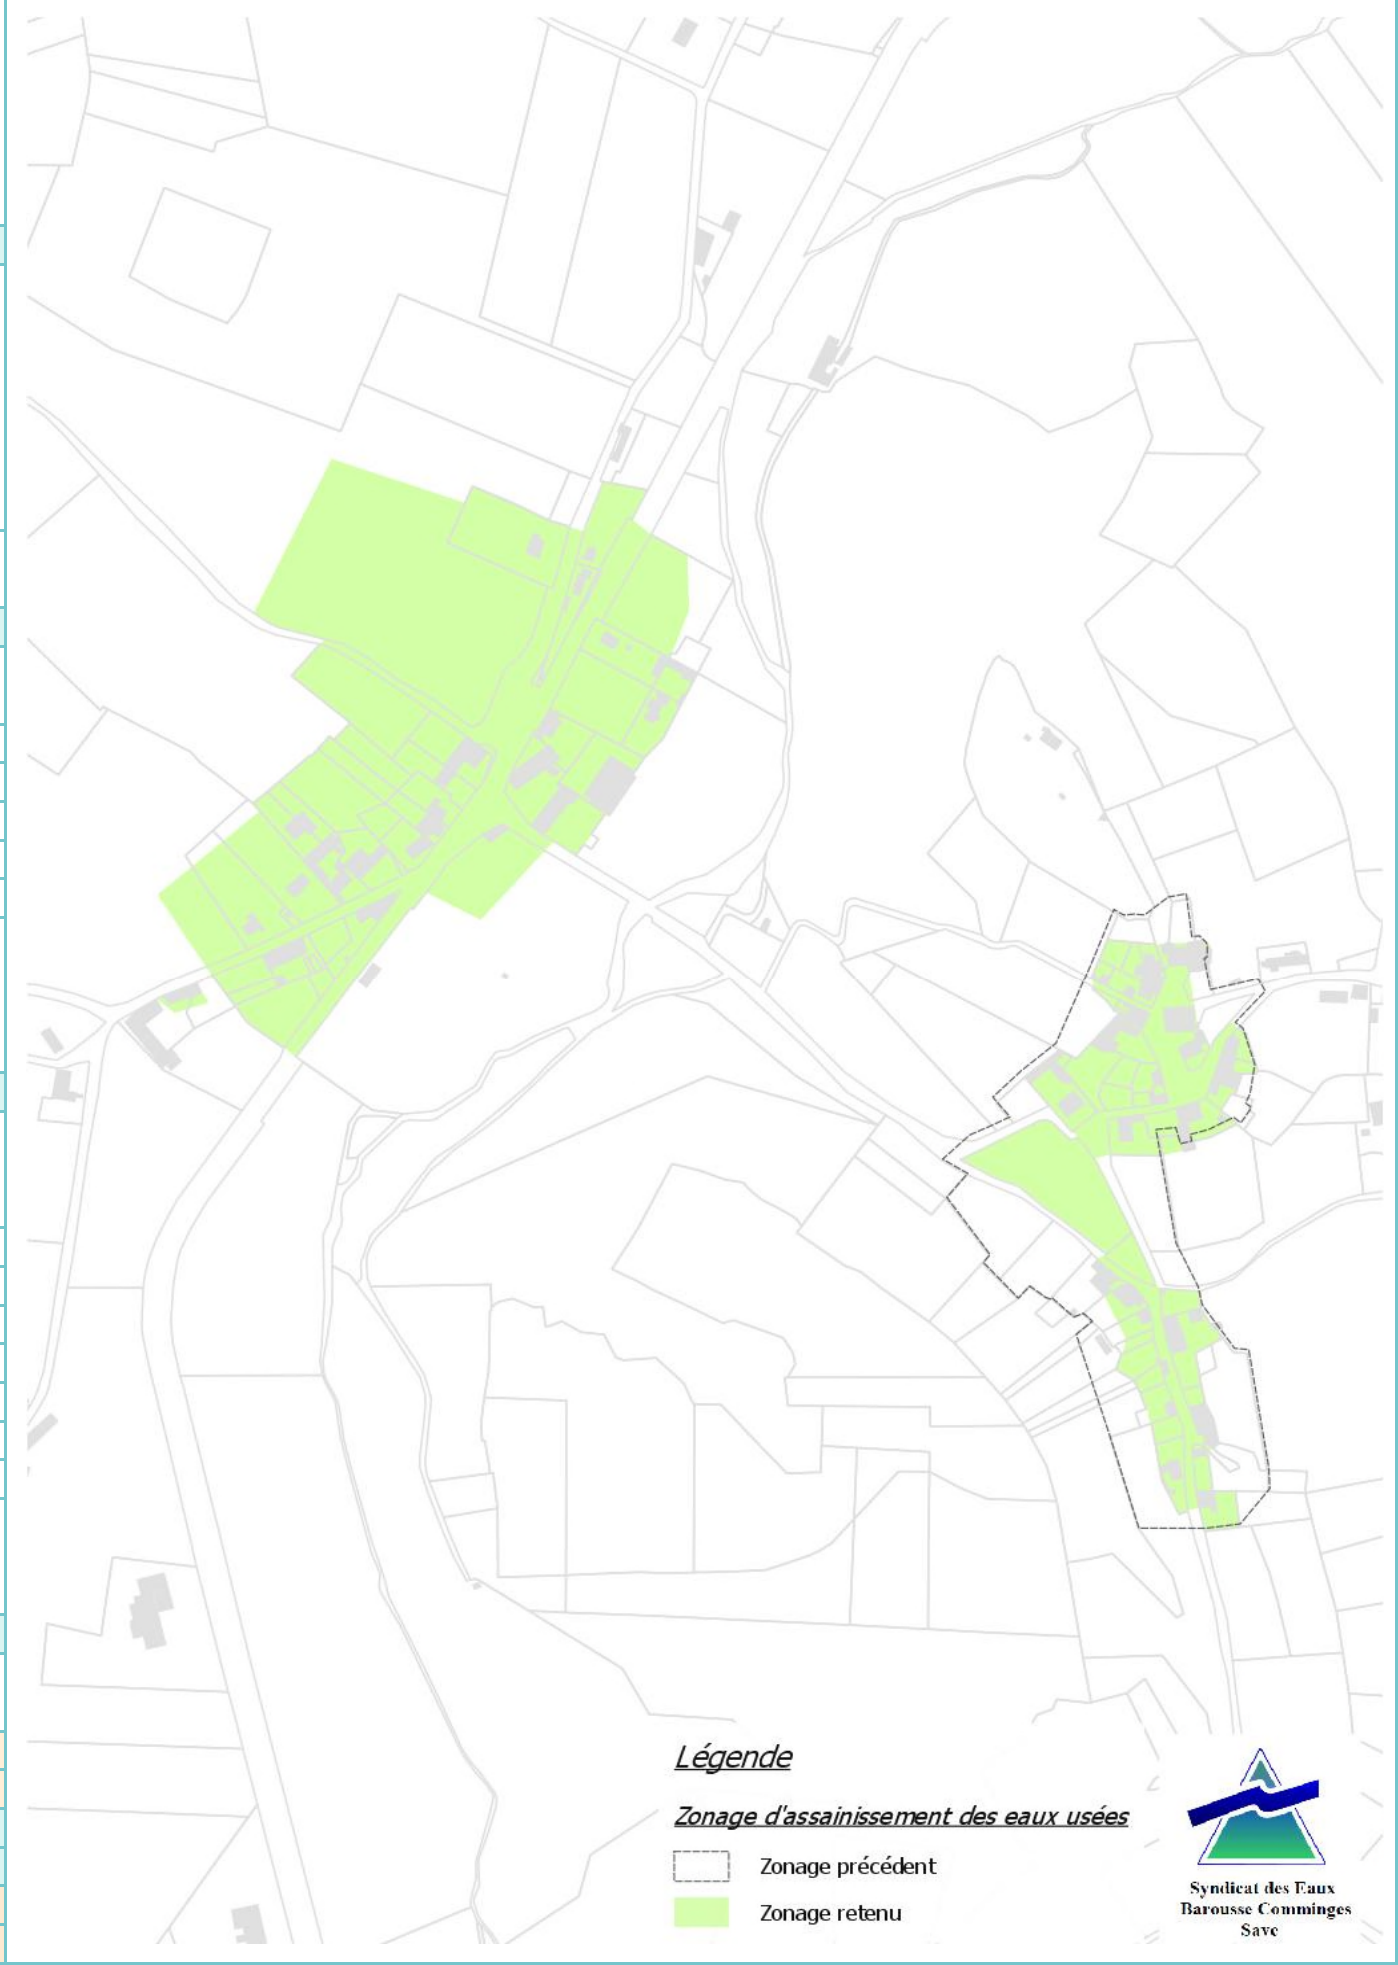 Légende
Zonage d'assainissement des eaux usées
Zonage précédent
Zonage retenu
Syndicat des Eaux
Barousse Comminges
Save